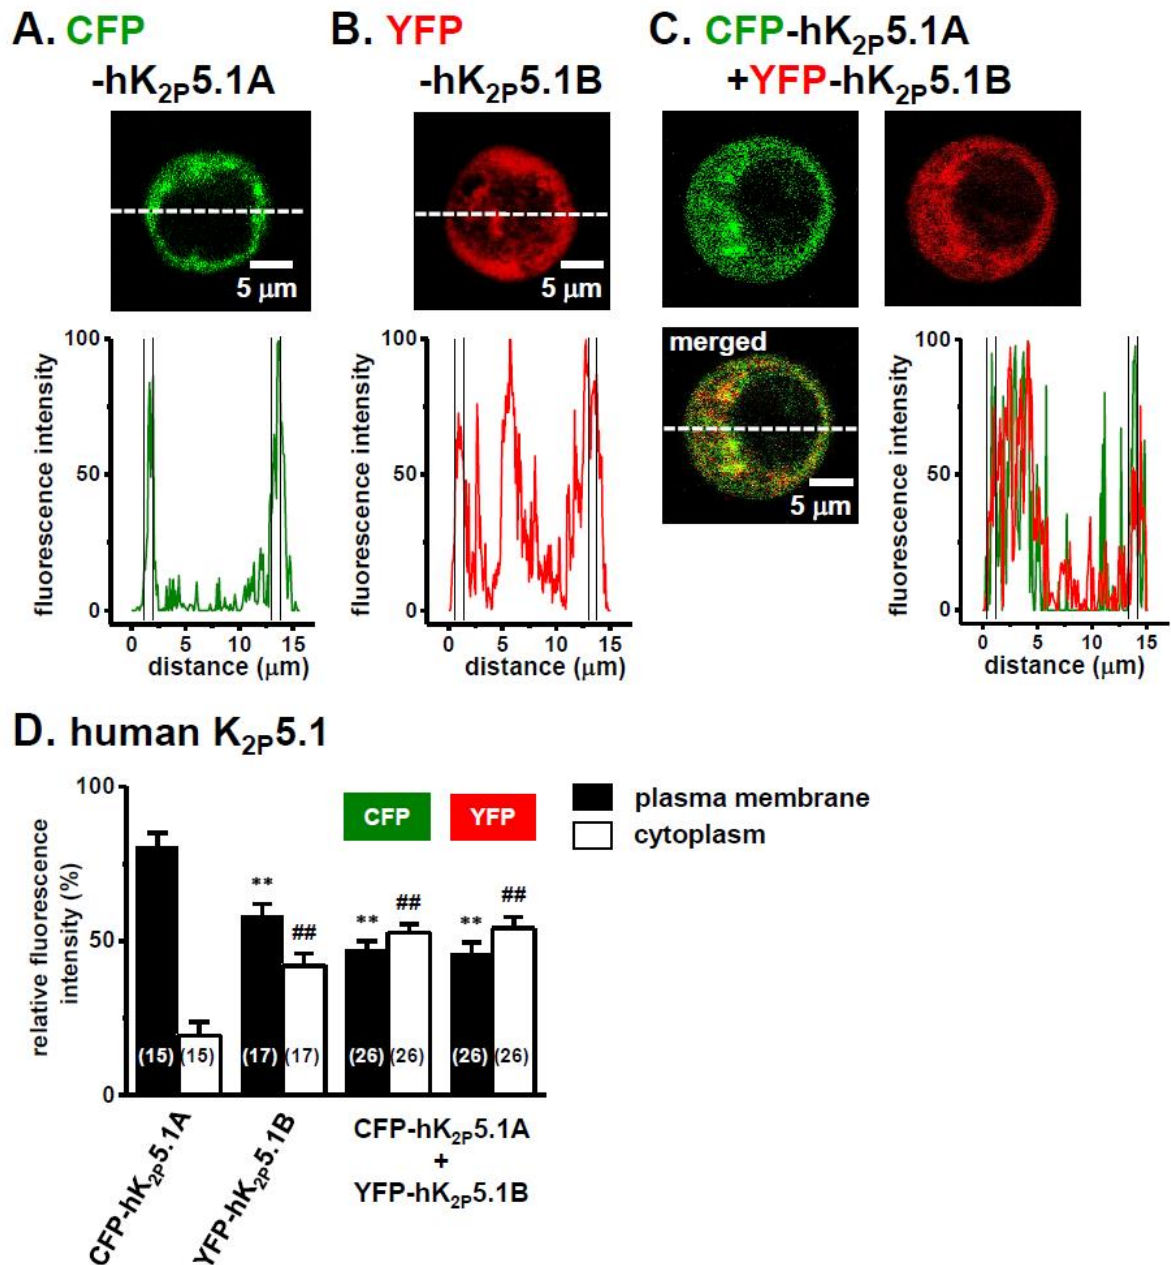 A. CFP
-hK2P5.1A
B. YFP
-hK2P5.1B
C. CFP-hK2P5.1A
+YFP-hK2P5.1B
5 μm
5 μm
merged
5 μm
fluorescence intensity
100
50
0
0 5 10 15
distance (μm)
fluorescence intensity
100
50
0
0 5 10 15
distance (μm)
fluorescence intensity
100
50
0
0 5 10 15
distance (μm)
D. human K2P5.1
relative fluorescence
intensity (%)
100
50
0
CFP
YFP
plasma membrane
cytoplasm
**
##
**
##
**
##
(15) (15) (17) (17) (26) (26) (26) (26)
CFP-hK2P5.1A
YFP-hK2P5.1B
CFP-hK2P5.1A
+
YFP-hK2P5.1B